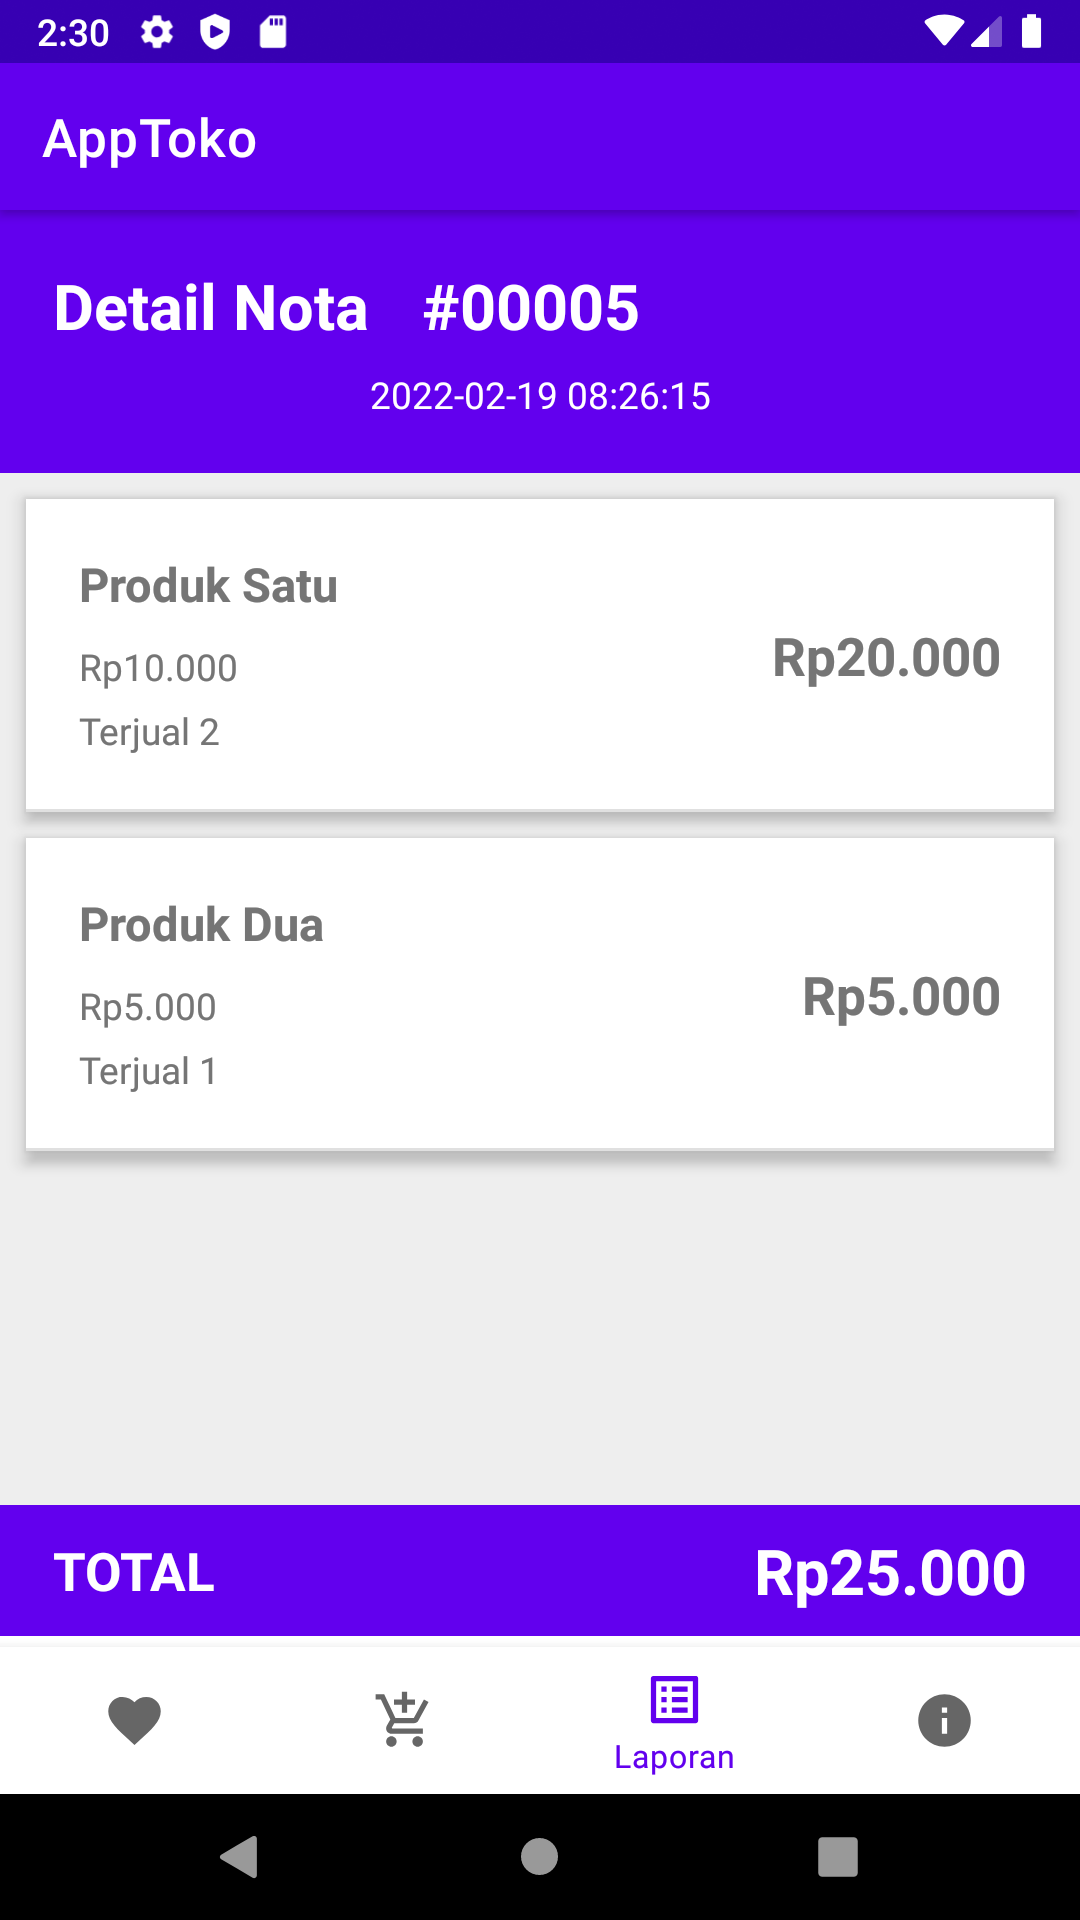 2:30
AppToko
Detail Nota #00005
2022-02-19 08:26:15
Produk Satu
Rp10.000
Rp20.000
Terjual 2
Produk Dua
Rp5.000
Rp5.000
Terjual 1
TOTAL Rp25.000
Laporan